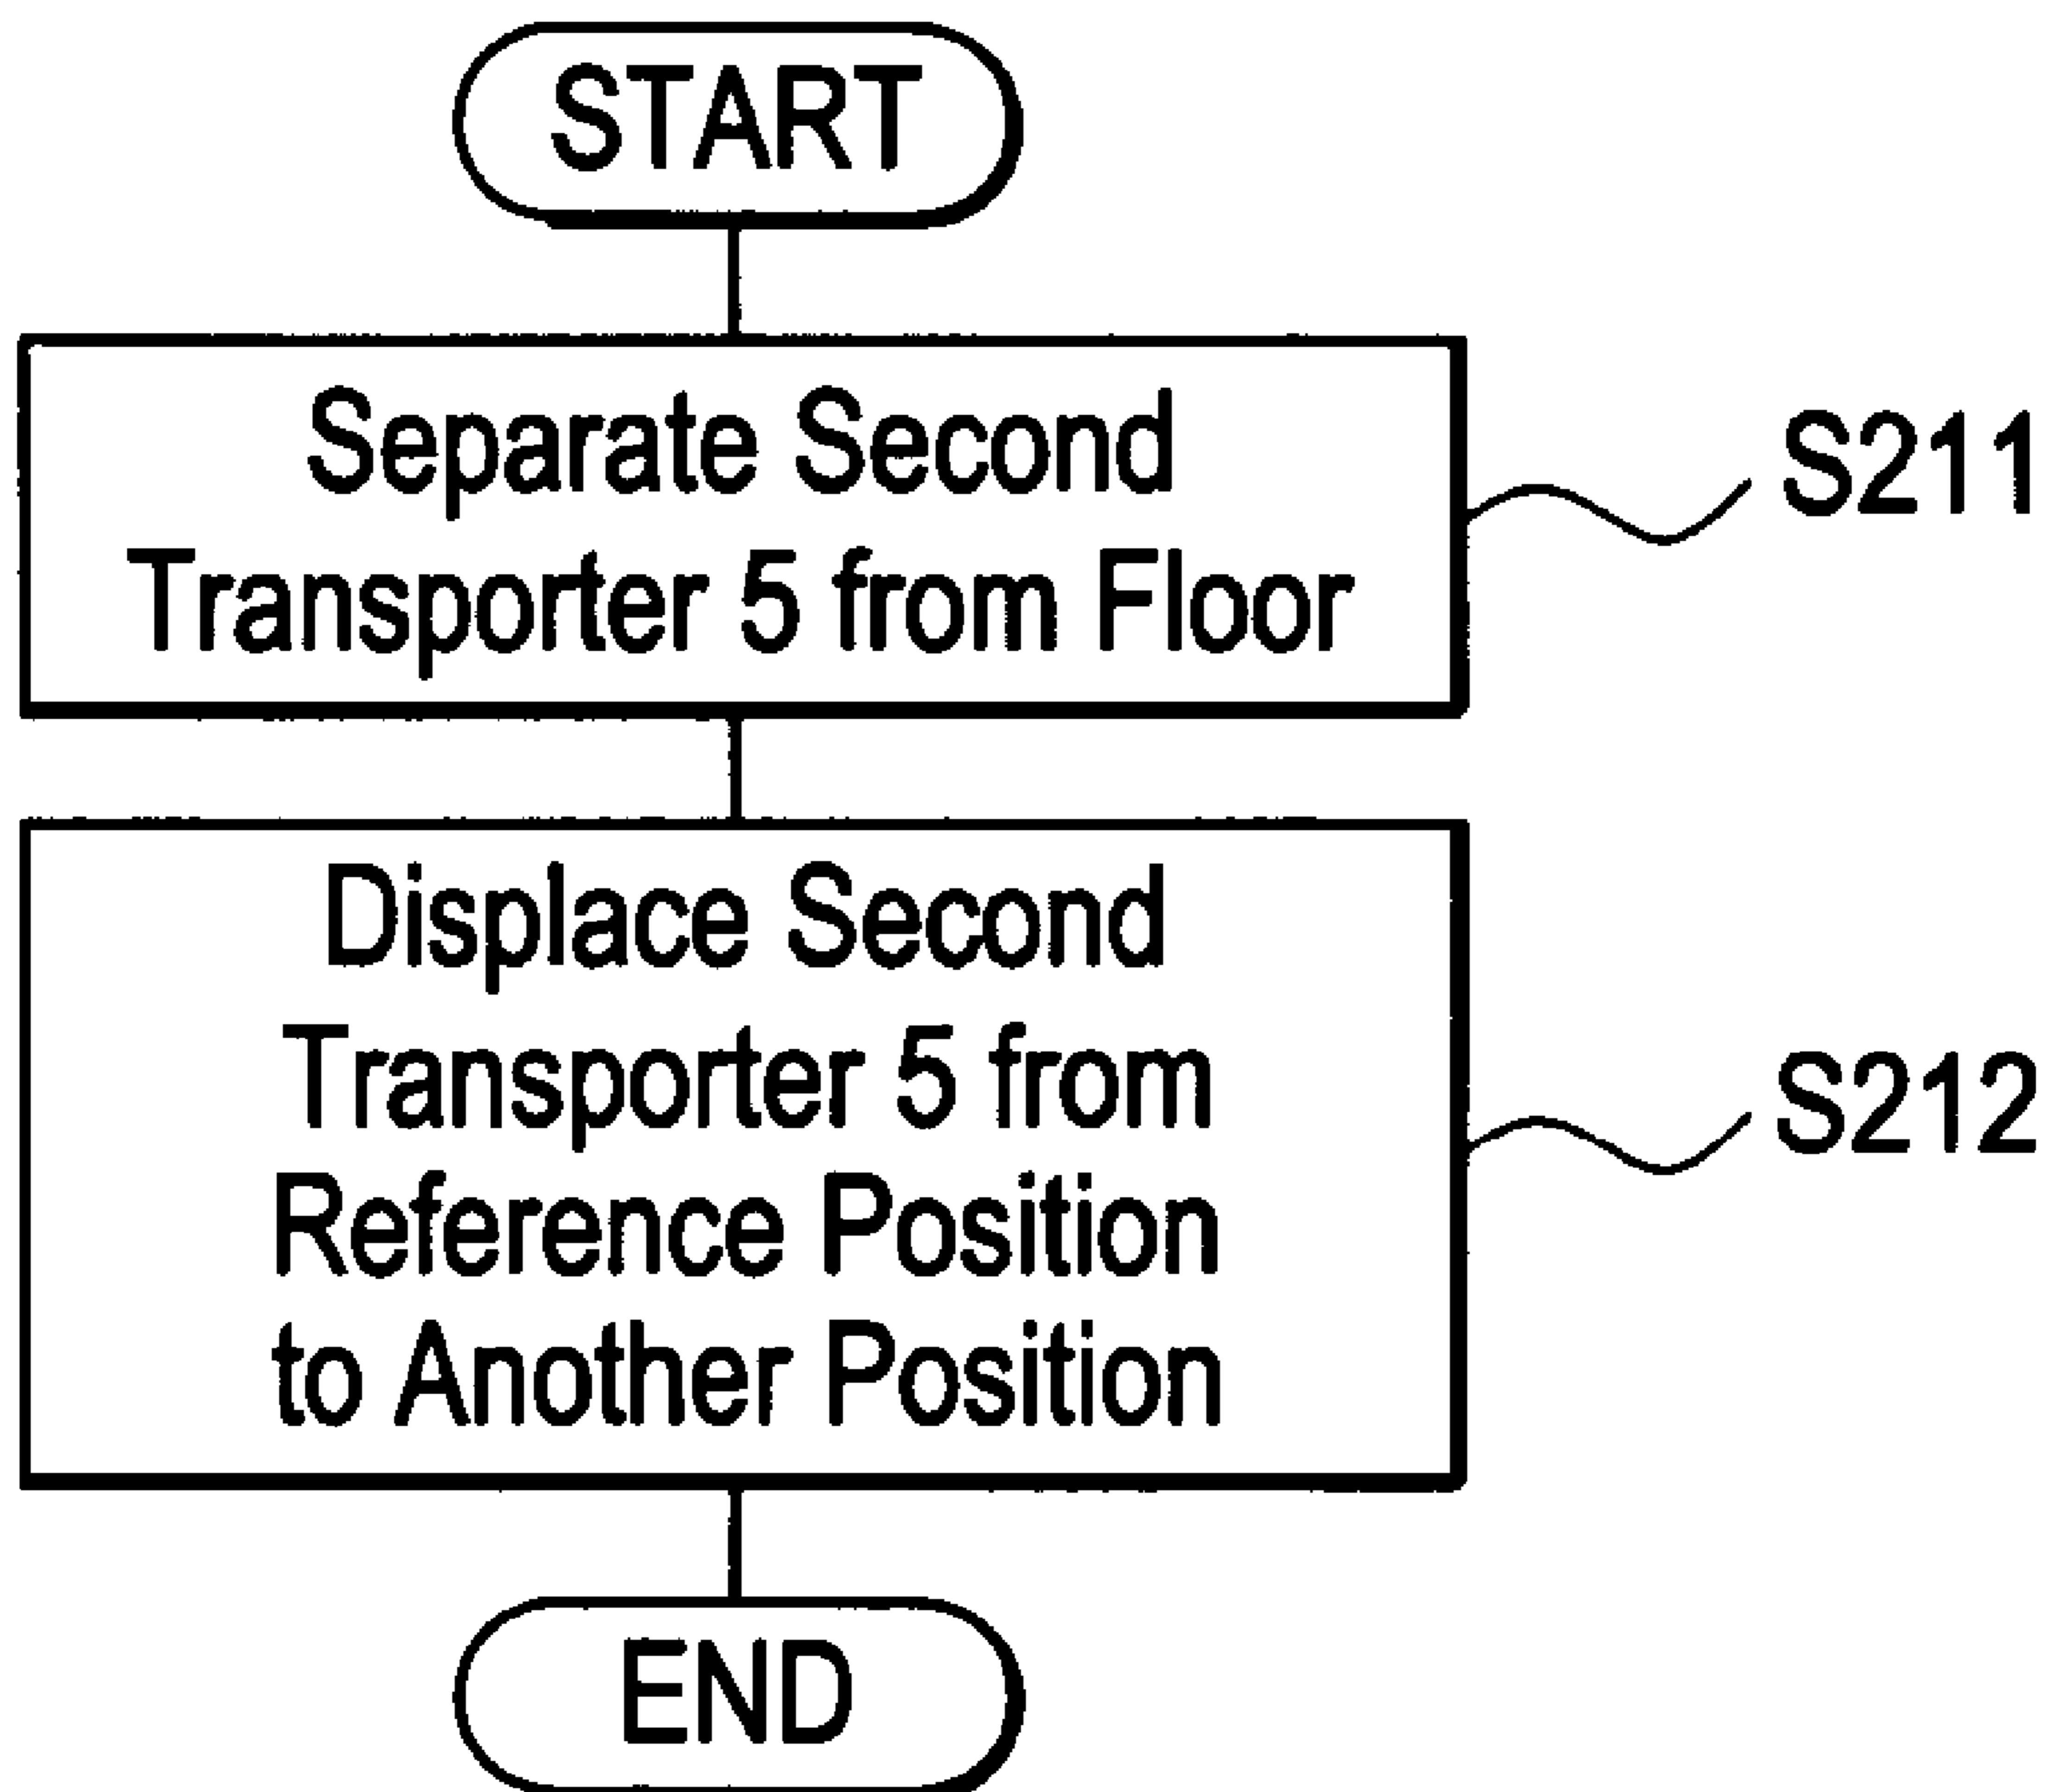 START
Separate Second
Transporter 5 from Floor
S211
Displace Second
Transporter 5 from
Reference Position
to Another Position
S212
END